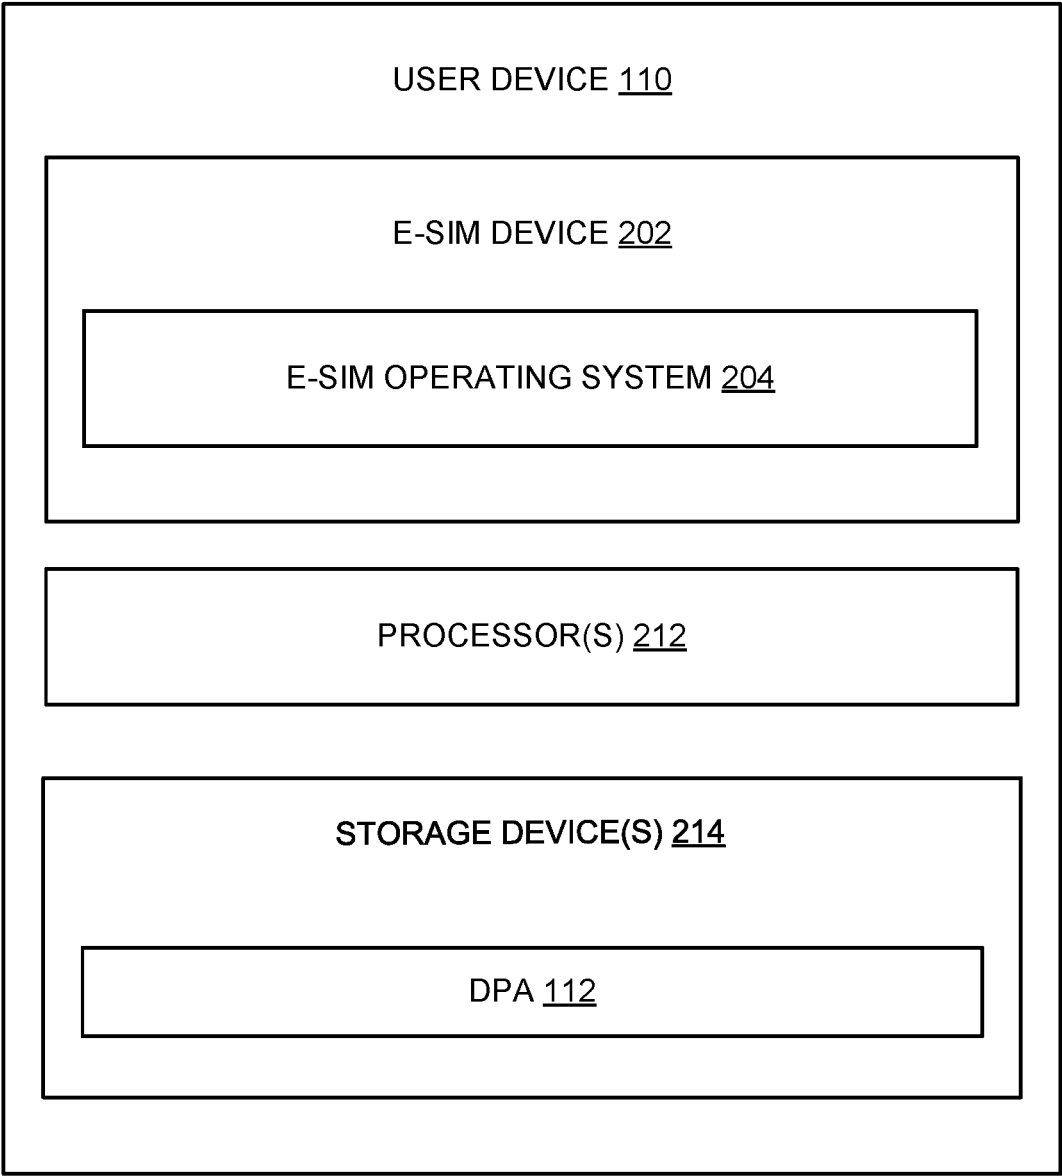 USER DEVICE 110
E-SIM DEVICE 202
E-SIM OPERATING SYSTEM 204
PROCESSOR(S) 212
STORAGE DEVICE(S) 214
DPA 112